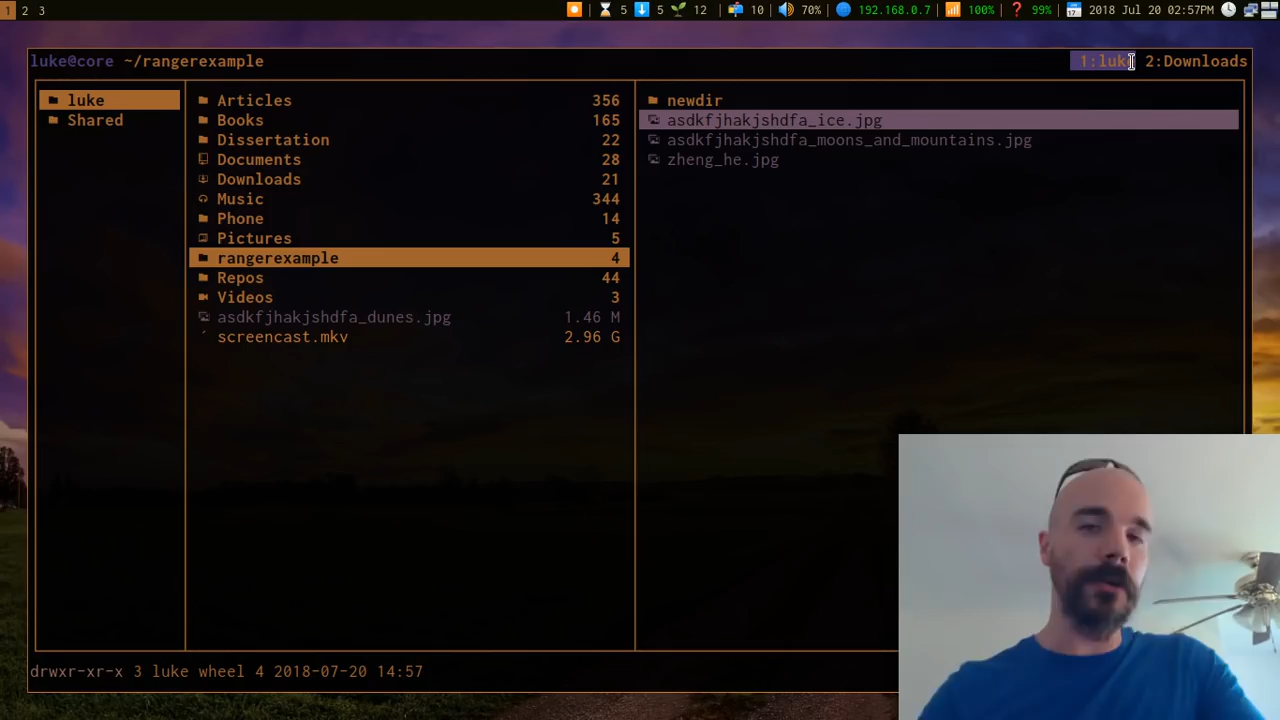 1 2 3 5 5 12 10 70% 192.168.0.7 100% 99% 2018 Jul 20 02:57PM
luke@core ~/rangerexample 1:luke 2:Downloads
luke
Shared
Articles 356
Books 165
Dissertation 22
Documents 28
Downloads 21
Music 344
Phone 14
Pictures 5
rangerexample 4
Repos 44
Videos 3
asdkfjhakjshdfa_dunes.jpg 1.46 M
screencast.mkv 2.96 G
newdir
asdkfjhakjshdfa_ice.jpg
asdkfjhakjshdfa_moons_and_mountains.jpg
zheng_he.jpg
drwxr-xr-x 3 luke wheel 4 2018-07-20 14:57